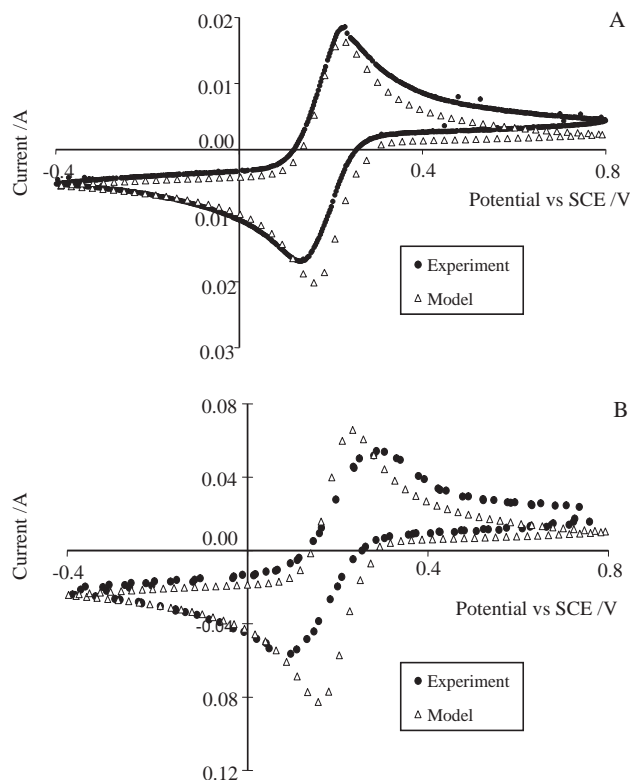 A
0.02
0.01
0.00
-0.4
0.4
0.8
Current /A
Potential vs SCE /V
0.01
0.02
0.03
Experiment
Model
B
0.08
0.04
0.00
-0.4
0.4
0.8
Current /A
Potential vs SCE /V
-0.04
0.08
0.12
Experiment
Model